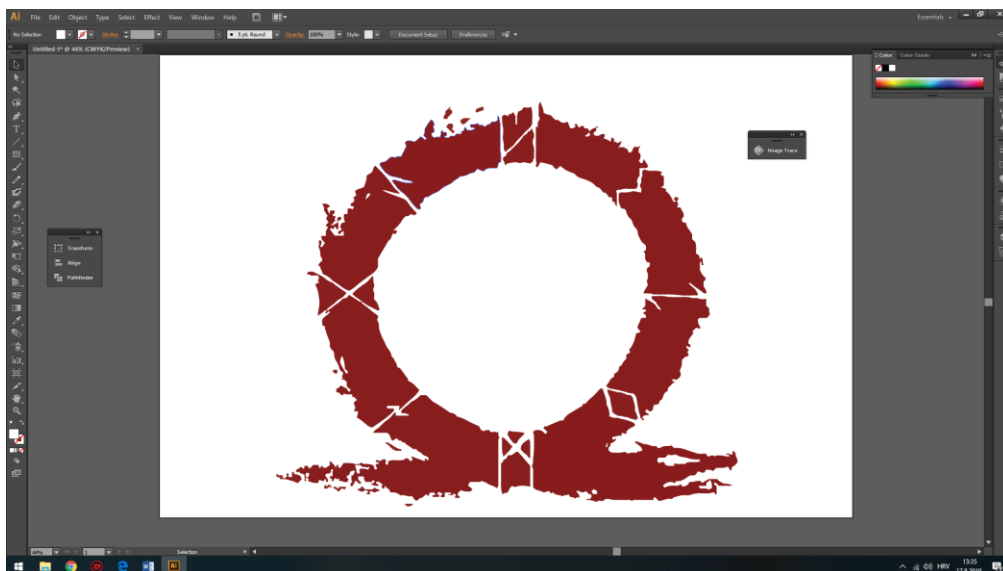 Ai File Edit Object Type Select Effect View Window Help Essentials
No Selection Stroke: 5 pt. Round Opacity: 100% Style: Document Setup Preferences
Untitled-1* @ 44% (CMYK/Preview) ×
Color Color Guide
Image Trace
Transform
Align
Pathfinder
44% 1 Selection
HRV 13:35